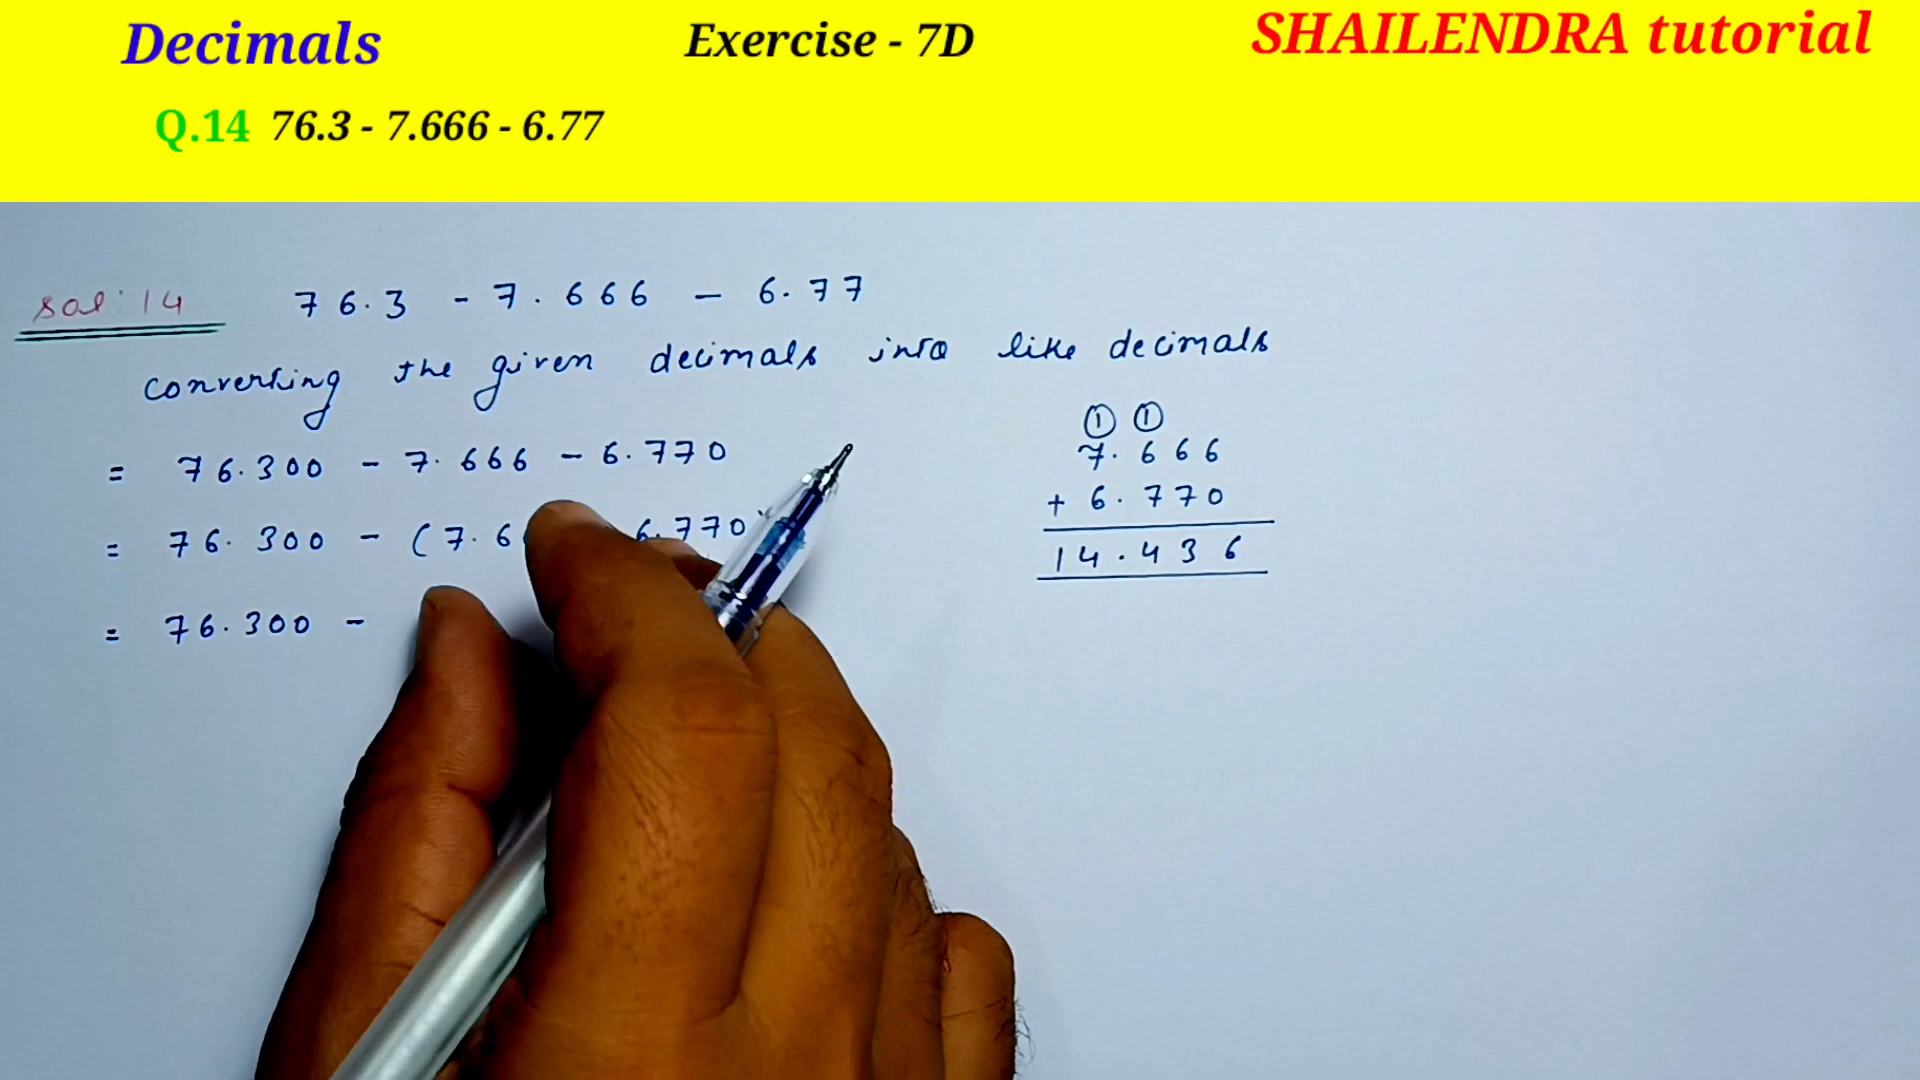 Decimals Exercise - 7D SHAILENDRA tutorial
Q.14 76.3 - 7.666 - 6.77
sol: 14 76.3 - 7.666 - 6.77
converting the given decimals into like decimals
= 76.300 - 7.666 - 6.770
= 76.300 - (7.6 6.770
= 76.300 -
① ①
7.666
+ 6.770
14.436